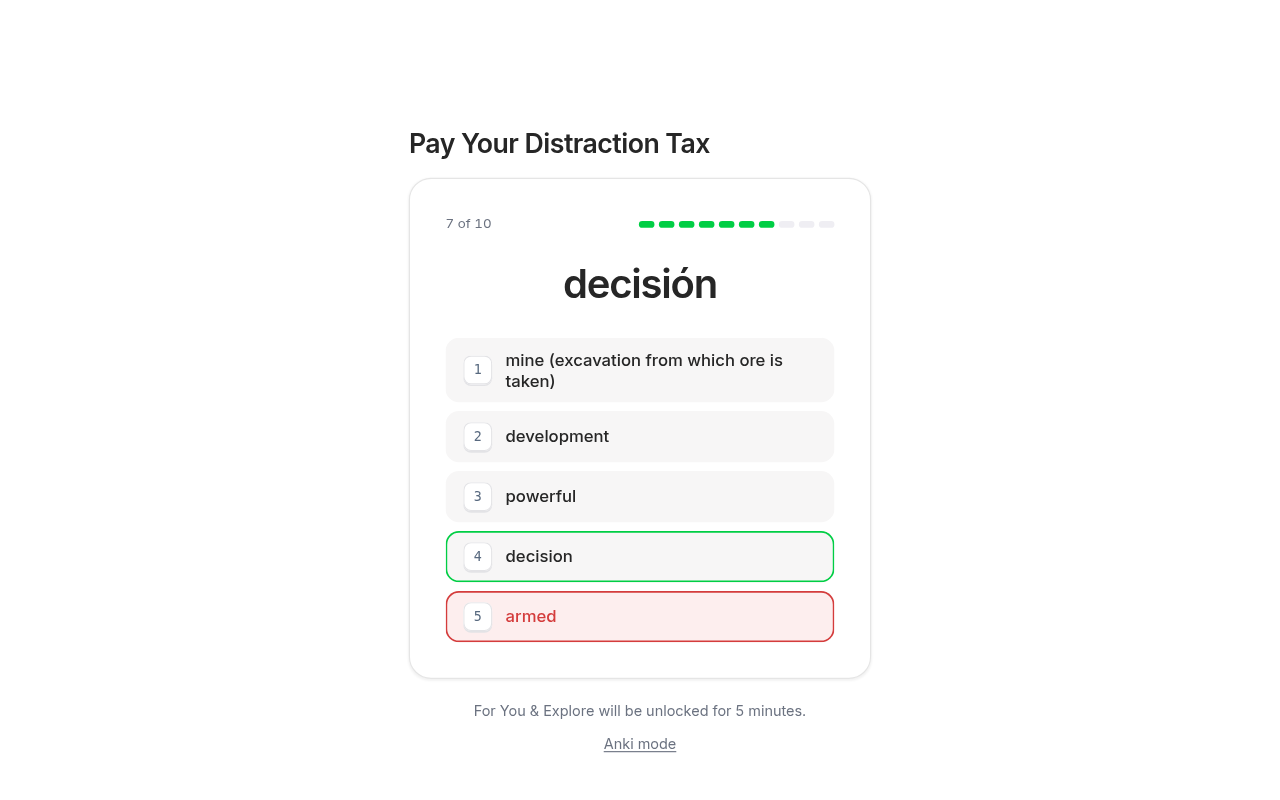 Pay Your Distraction Tax
7 of 10
decisión
1 mine (excavation from which ore is
taken)
2 development
3 powerful
4 decision
5 armed
For You & Explore will be unlocked for 5 minutes.
Anki mode